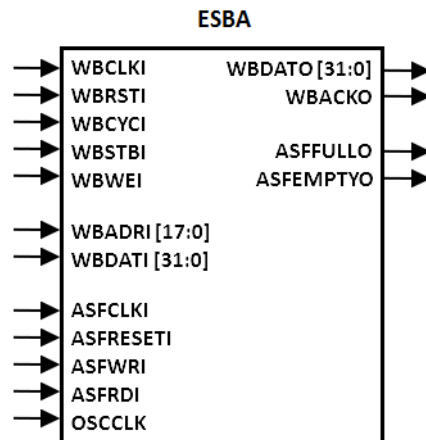 ESBA
WBCLKI
WBRSTI
WBCYCI
WBSTBI
WBWEI
WBADRI [17:0]
WBDATI [31:0]
ASFCLKI
ASFRESETI
ASFWRI
ASFRDI
OSCCLK
WBDATO [31:0]
WBACKO
ASFFULLO
ASFEMPTYO